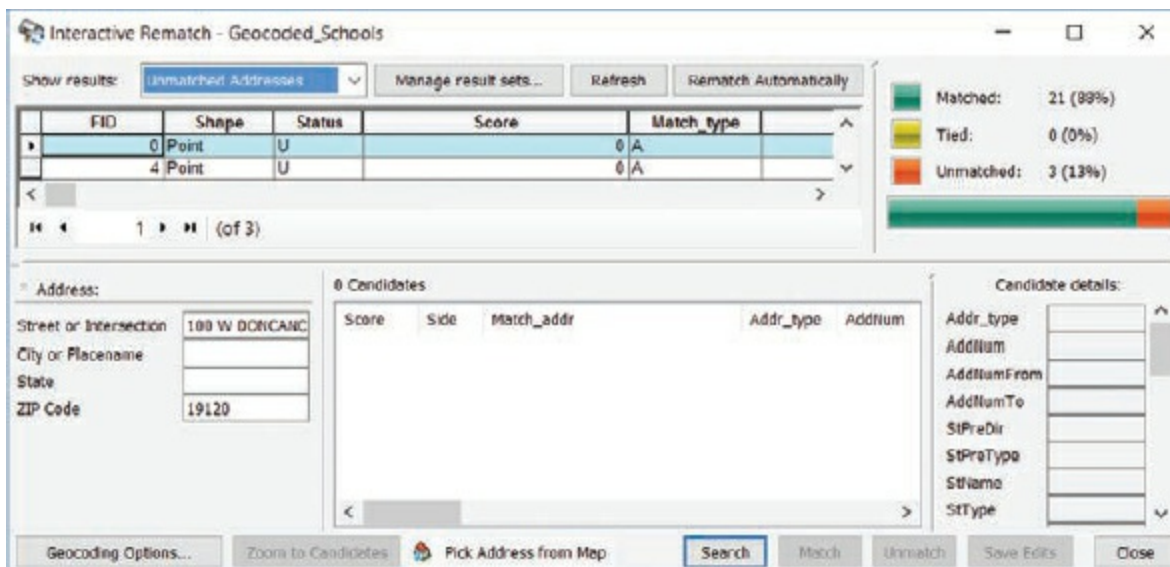 Interactive Rematch - Geocoded_Schools
Show results: Unmatched Addresses Manage result sets... Refresh Rematch Automatically
FID Shape Status Score Match_type
0 Point U 0 A
4 Point U 0 A
1 (of 3)
Matched: 21 (88%)
Tied: 0 (0%)
Unmatched: 3 (13%)
Address:
Street or Intersection 100 W DONCANC
City or Placename
State
ZIP Code 19120
0 Candidates
Score Side Match_addr Addr_type AddNum
Candidate details:
Addr_type
AddNum
AddNumFrom
AddNumTo
StPreDir
StPreType
StName
StType
Geocoding Options... Zoom to Candidates Pick Address from Map Search Match Unmatch Save Edits Close